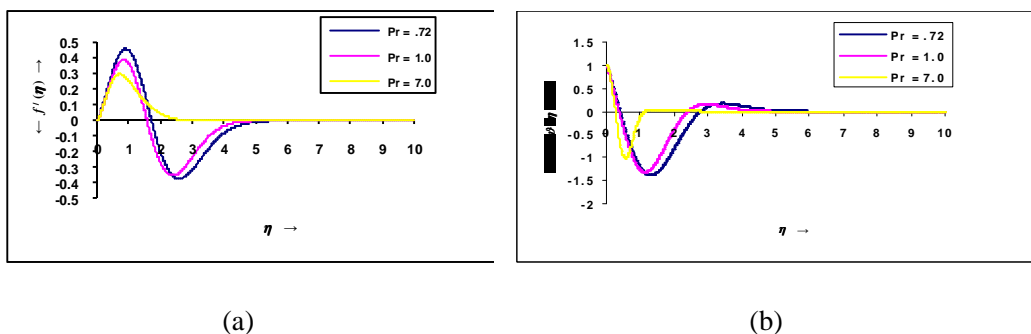 Pr = .72
Pr = 1.0
Pr = 7.0
0.5
0.4
0.3
0.2
0.1
0
-0.1
-0.2
-0.3
-0.4
-0.5
← f ' (η) →
0 1 2 3 4 5 6 7 8 9 10
η →
(a)
Pr = .72
Pr = 1.0
Pr = 7.0
1.5
1
0.5
0
-0.5
-1
-1.5
-2
0 1 2 3 4 5 6 7 8 9 10
η →
(b)